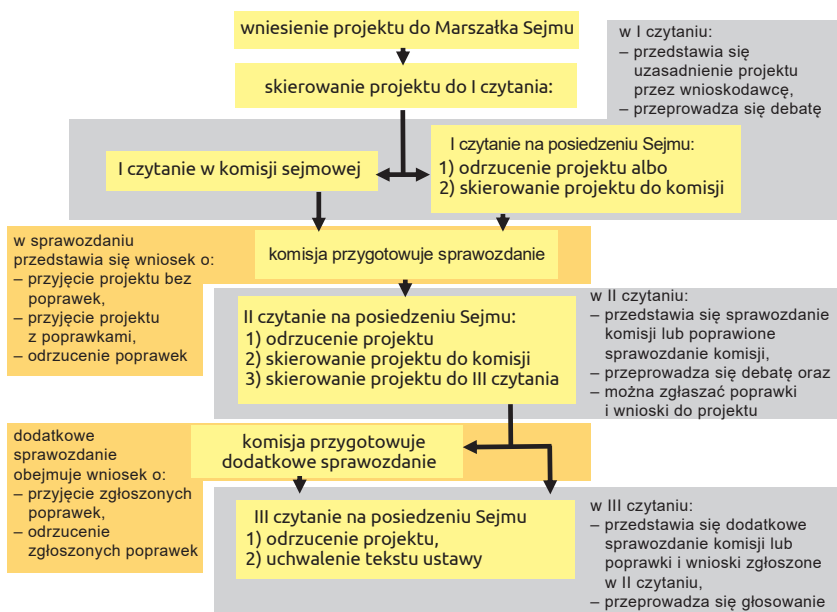 wniesienie projektu do Marszałka Sejmu
skierowanie projektu do I czytania:
w I czytaniu:
– przedstawia się
uzasadnienie projektu
przez wnioskodawcę,
– przeprowadza się debatę
I czytanie w komisji sejmowej
I czytanie na posiedzeniu Sejmu:
1) odrzucenie projektu albo
2) skierowanie projektu do komisji
w sprawozdaniu
przedstawia się wniosek o:
– przyjęcie projektu bez
poprawek,
– przyjęcie projektu
z poprawkami,
– odrzucenie poprawek
komisja przygotowuje sprawozdanie
II czytanie na posiedzeniu Sejmu:
1) odrzucenie projektu
2) skierowanie projektu do komisji
3) skierowanie projektu do III czytania
w II czytaniu:
– przedstawia się sprawozdanie
komisji lub poprawione
sprawozdanie komisji,
– przeprowadza się debatę oraz
– można zgłaszać poprawki
i wnioski do projektu
dodatkowe
sprawozdanie
obejmuje wniosek o:
– przyjęcie zgłoszonych
poprawek,
– odrzucenie
zgłoszonych poprawek
komisja przygotowuje
dodatkowe sprawozdanie
III czytanie na posiedzeniu Sejmu
1) odrzucenie projektu,
2) uchwalenie tekstu ustawy
w III czytaniu:
– przedstawia się dodatkowe
sprawozdanie komisji lub
poprawki i wnioski zgłoszone
w II czytaniu,
– przeprowadza się głosowanie